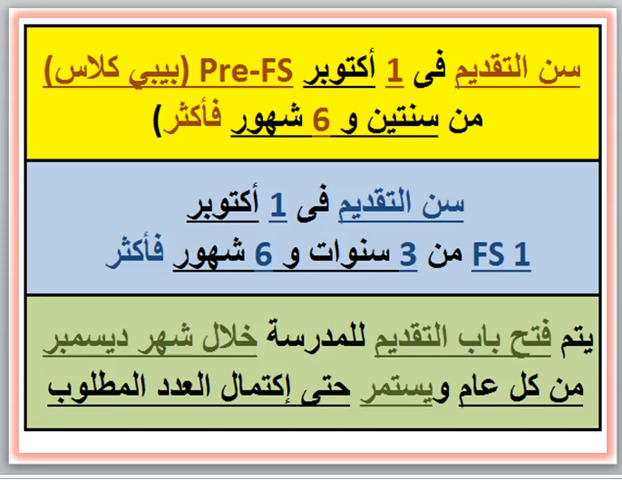 سن التقديم فى 1 أكتوبر Pre-FS (بيبي كلاس)
من سنتين و 6 شهور فأكثر)
سن التقديم فى 1 أكتوبر
FS 1 من 3 سنوات و 6 شهور فأكثر
يتم فتح باب التقديم للمدرسة خلال شهر ديسمبر
من كل عام ويستمر حتى إكتمال العدد المطلوب